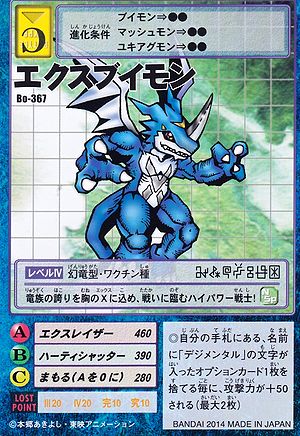 ブイモン⇒●●
進化条件 マッシュモン⇒●●
ユキアグモン⇒●●
エクスブイモン
Bo-367
レベルⅣ 幻竜型・ワクチン種
竜族の誇りを胸のXに込め、戦いに臨むハイパワー戦士!
A エクスレイザー 460
B ハーティシャッター 390
C まもる(Aを0に) 280
LOST POINT Ⅲ20 Ⅳ20 完10 究10
◎自分の手札にある、名前
に「デジメンタル」の文字が
入ったオプションカード1枚を
捨てる毎に、攻撃力が+50
される(最大2枚)
©本郷あきよし・東映アニメーション
BANDAI 2014 MADE IN JAPAN